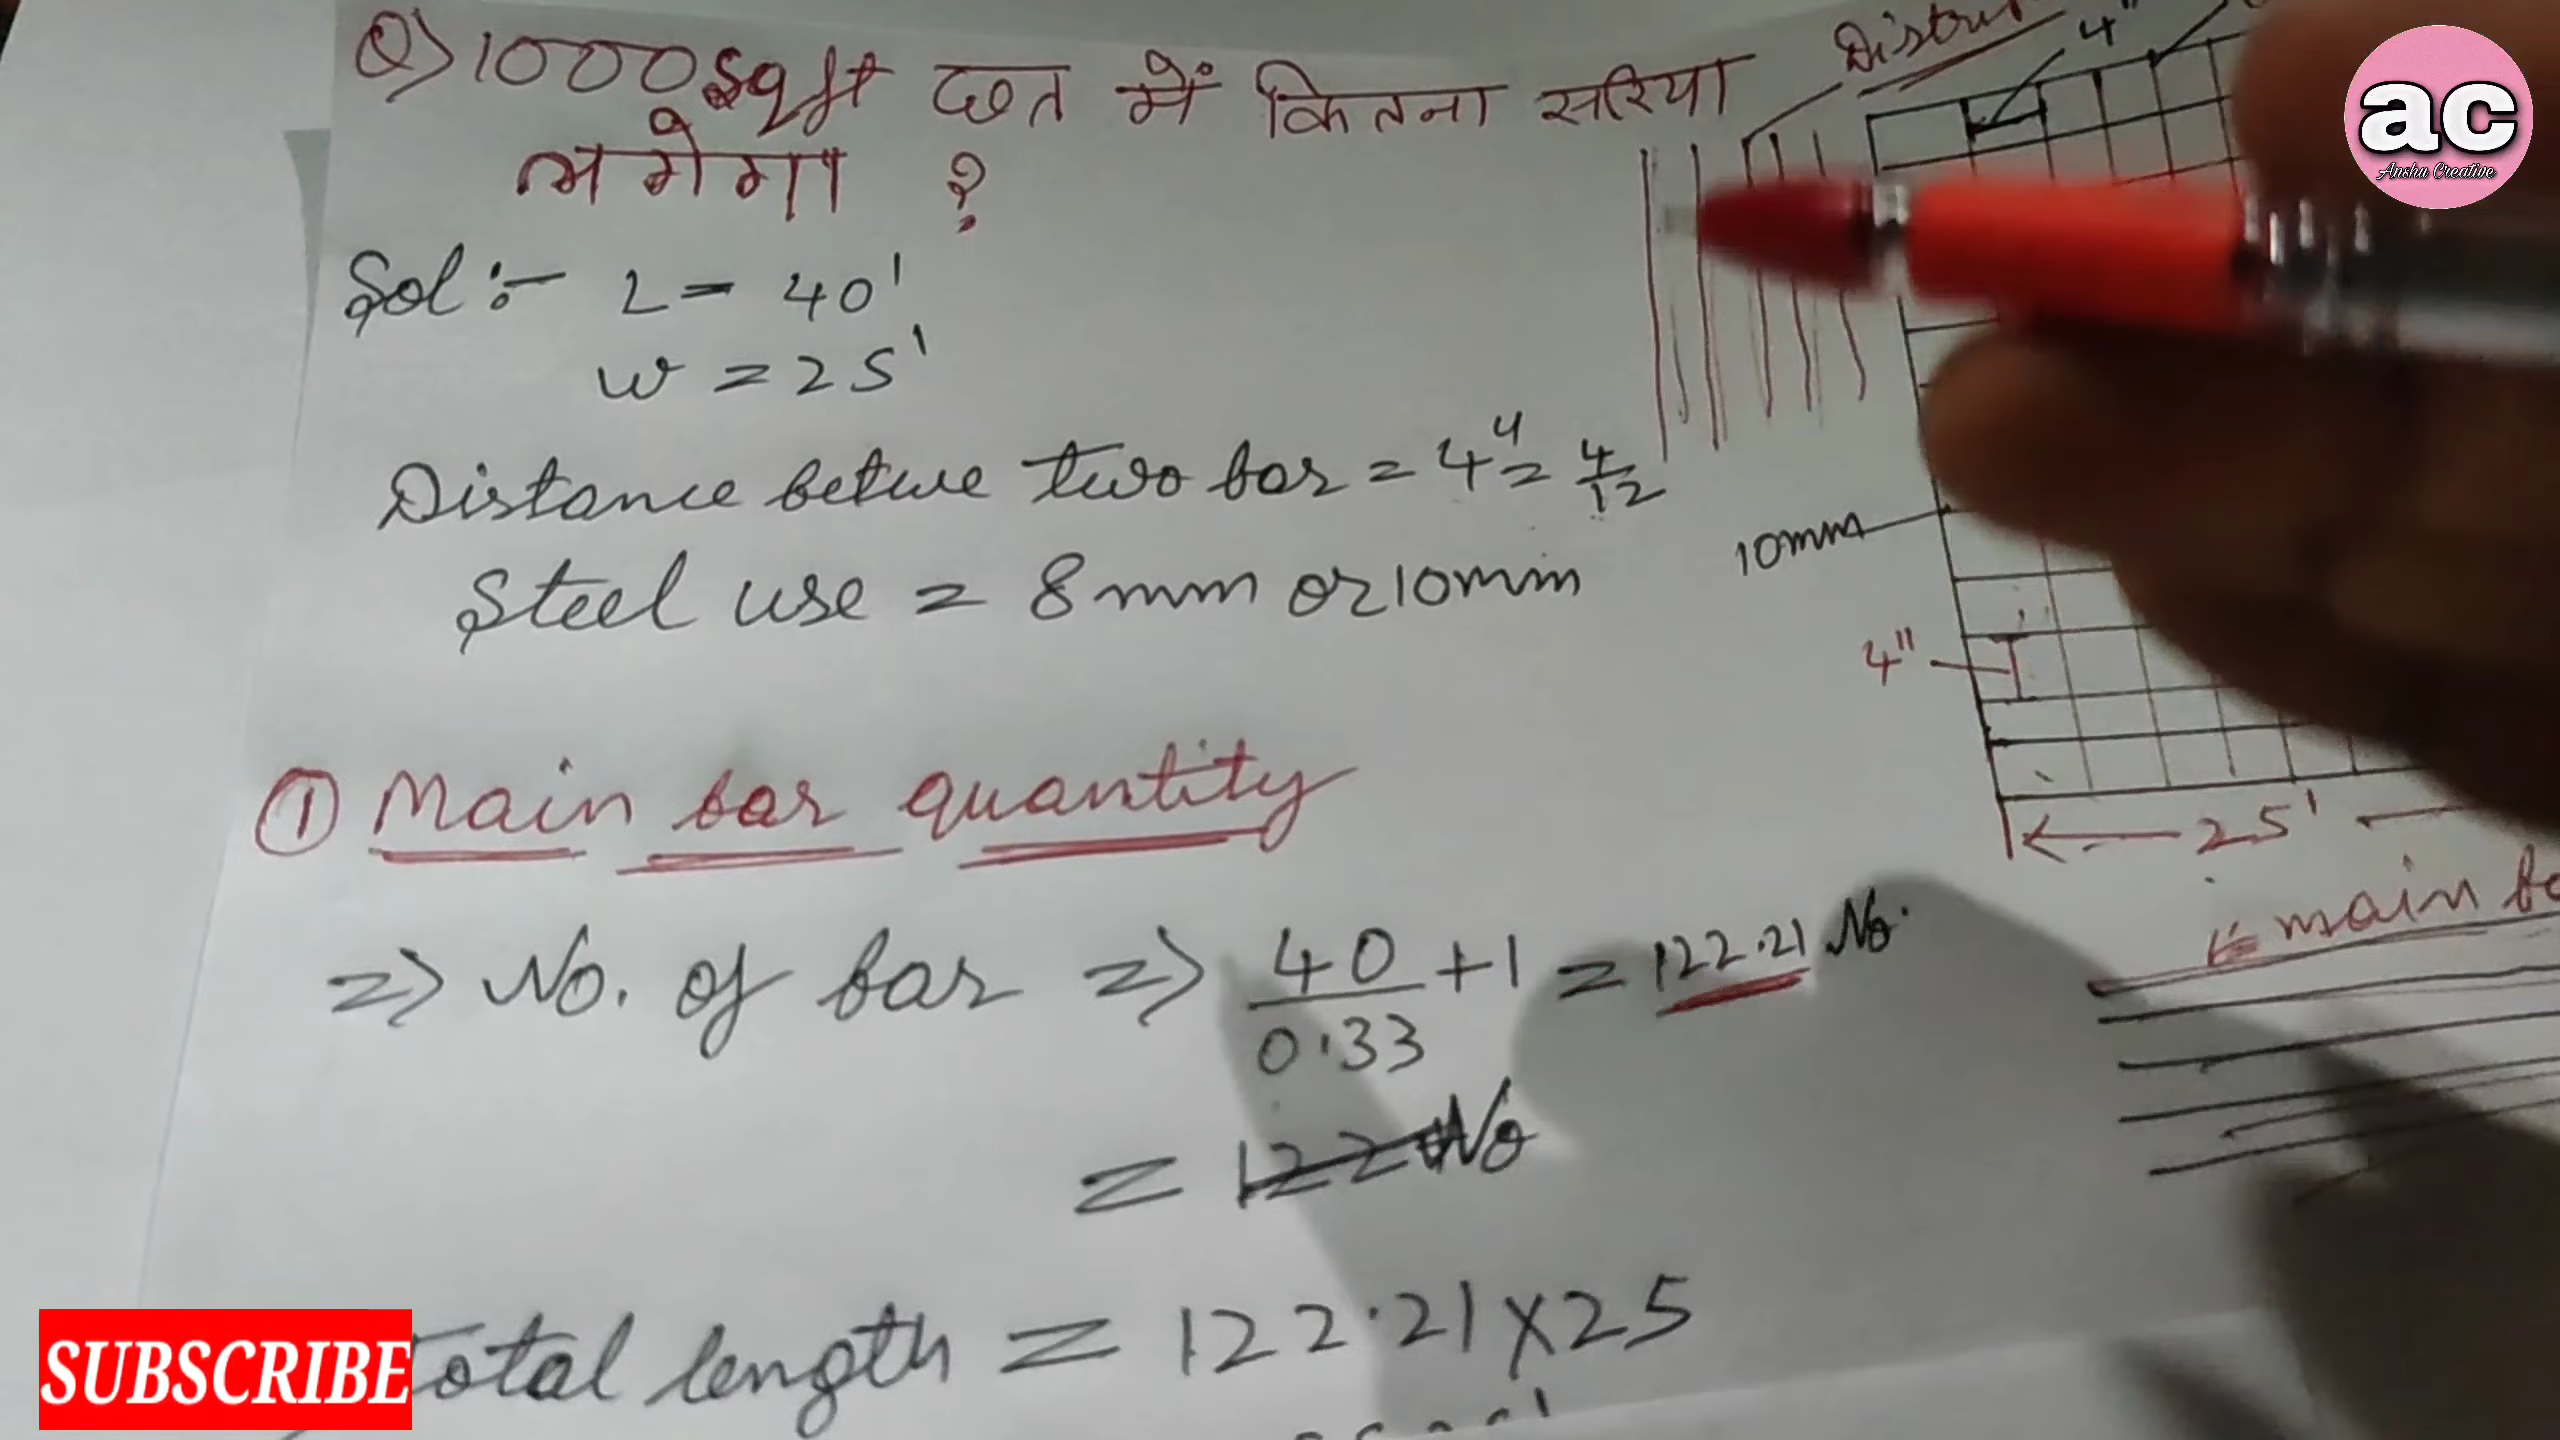 Q) 1000 sqft छत में कितना सरिया
लगेगा ?
Sol :- L = 40'
W = 25'
Distance betwe two bar = 4" = 4/12
Steel use = 8mm or 10mm
① Main bar quantity
=> No. of bar => 40/0.33 + 1 = 122.21 No.
= 122 No
Total length = 122.21 x 25
4"
10mm
4"
25'
main
ac
Anshu Creative
SUBSCRIBE